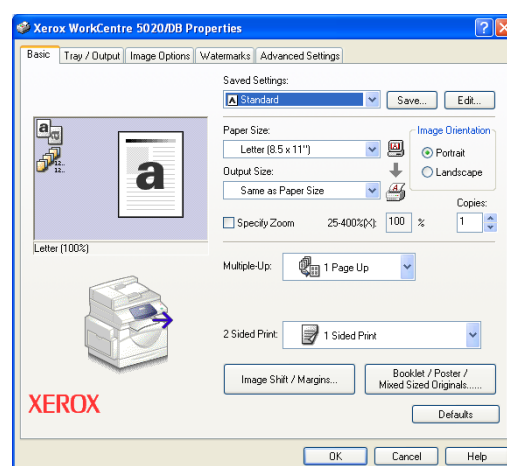 Xerox WorkCentre 5020/DB Properties
Basic Tray / Output Image Options Watermarks Advanced Settings
Saved Settings:
A Standard Save... Edit...
Paper Size: Image Orientation
Letter (8.5 x 11") Portrait
Output Size: Landscape
Same as Paper Size
Copies:
Specify Zoom 25-400%(X): 100 % 1
a
a
12..
12..
a
Letter (100%)
Multiple-Up: 1 Page Up
2 Sided Print: 1 Sided Print
Image Shift / Margins... Booklet / Poster /
Mixed Sized Originals......
XEROX
Defaults
OK Cancel Help